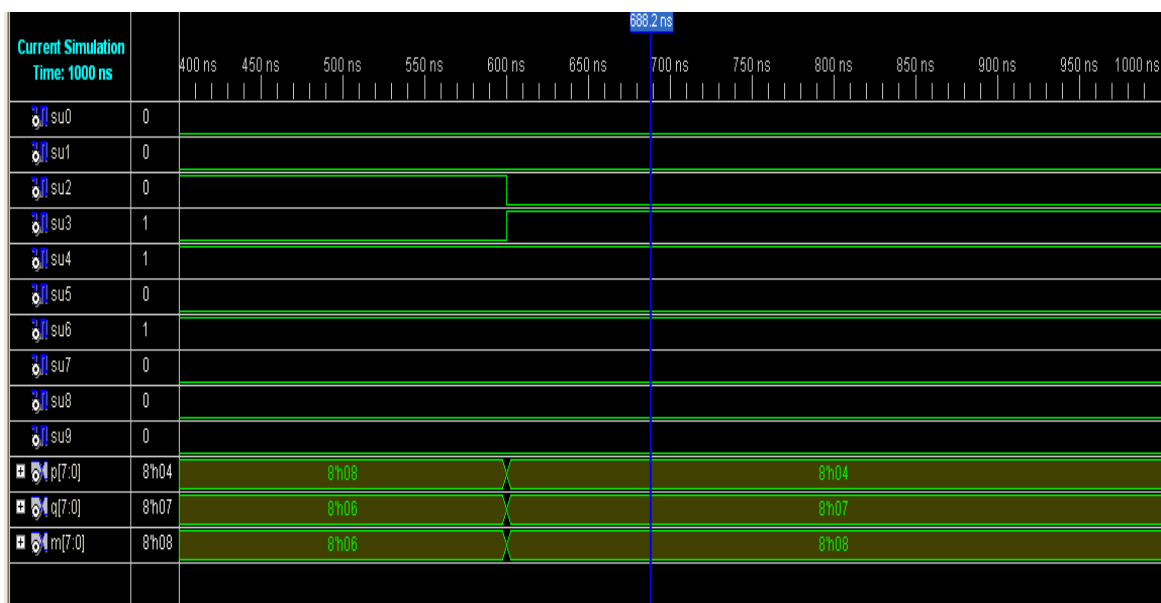 688.2 ns
Current Simulation
Time: 1000 ns
400 ns 450 ns 500 ns 550 ns 600 ns 650 ns 700 ns 750 ns 800 ns 850 ns 900 ns 950 ns 1000 ns
su0 0
su1 0
su2 0
su3 1
su4 1
su5 0
su6 1
su7 0
su8 0
su9 0
p[7:0] 8'h04 8'h08 8'h04
q[7:0] 8'h07 8'h06 8'h07
m[7:0] 8'h08 8'h06 8'h08